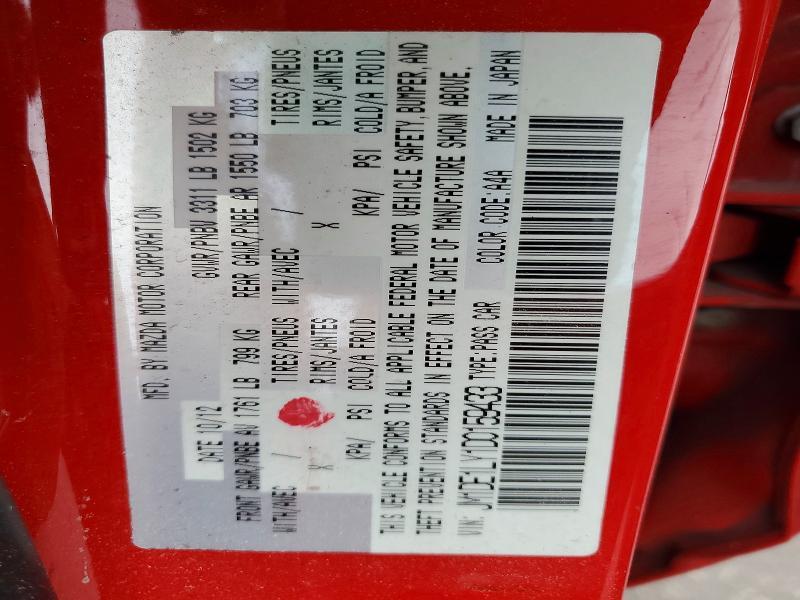 MFD. BY MAZDA MOTOR CORPORATION
DATE 10/12 GVWR/PNBV 3311 LB 1502 KG
FRONT GAWR/PNBE AV 1761 LB 799 KG REAR GAWR/PNBE AR 1550 LB 703 KG
WITH/AVEC / TIRES/PNEUS WITH/AVEC / TIRES/PNEUS
X RIMS/JANTES X RIMS/JANTES
KPA/ PSI COLD/A FROID KPA/ PSI COLD/A FROID
THIS VEHICLE CONFORMS TO ALL APPLICABLE FEDERAL MOTOR VEHICLE SAFETY, BUMPER, AND
THEFT PREVENTION STANDARDS IN EFFECT ON THE DATE OF MANUFACTURE SHOWN ABOVE.
VIN: JM1DE1LY1D0159433 TYPE:PASS CAR COLOR CODE:A4A MADE IN JAPAN